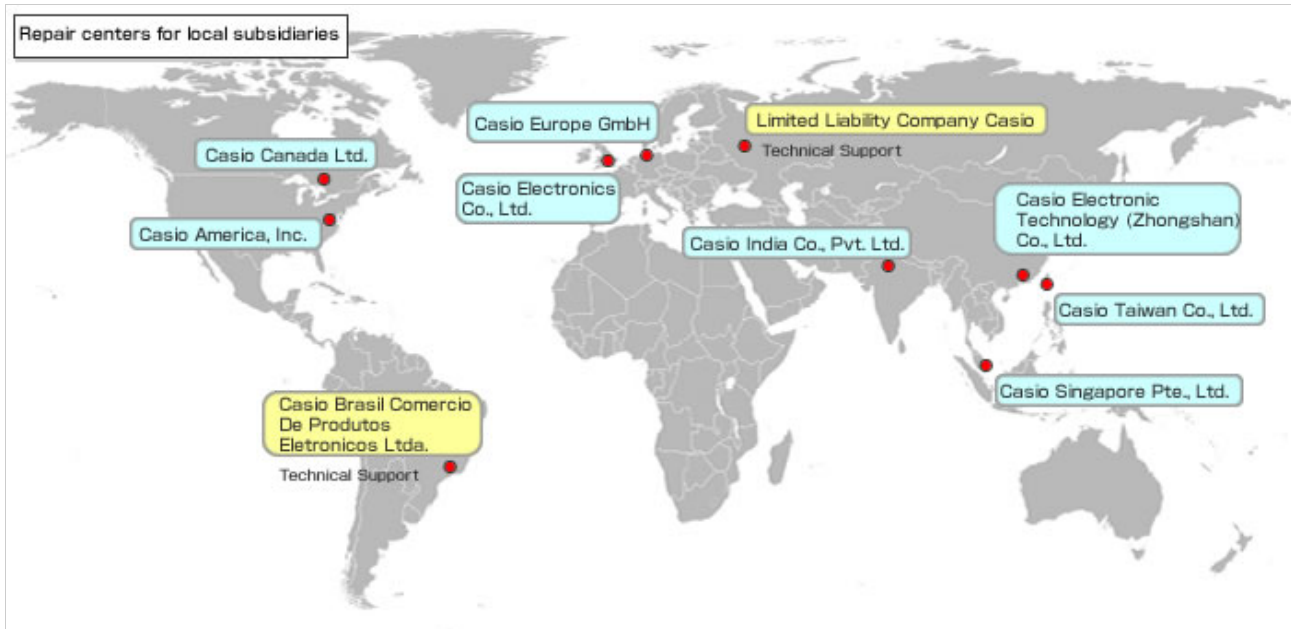 Repair centers for local subsidiaries
Casio Europe GmbH
Limited Liability Company Casio
Technical Support
Casio Canada Ltd.
Casio Electronics
Co., Ltd.
Casio Electronic
Technology (Zhongshan)
Co., Ltd.
Casio America, Inc.
Casio India Co., Pvt. Ltd.
Casio Taiwan Co., Ltd.
Casio Singapore Pte., Ltd.
Casio Brasil Comercio
De Produtos
Eletronicos Ltda.
Technical Support